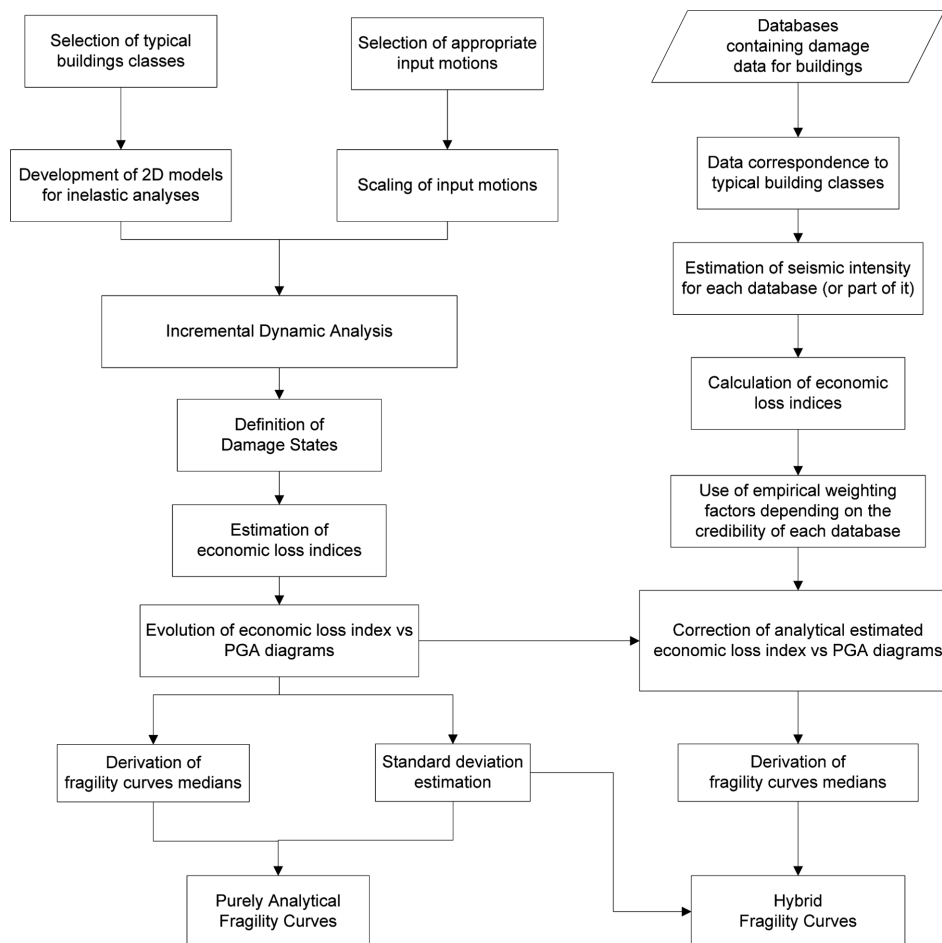 Selection of typical
buildings classes
Selection of appropriate
input motions
Databases
containing damage
data for buildings
Development of 2D models
for inelastic analyses
Scaling of input motions
Data correspondence to
typical building classes
Estimation of seismic intensity
for each database (or part of it)
Incremental Dynamic Analysis
Calculation of economic
loss indices
Definition of
Damage States
Use of empirical weighting
factors depending on the
credibility of each database
Estimation of
economic loss indices
Evolution of economic loss index vs
PGA diagrams
Correction of analytical estimated
economic loss index vs PGA diagrams
Derivation of
fragility curves medians
Standard deviation
estimation
Derivation of
fragility curves medians
Purely Analytical
Fragility Curves
Hybrid
Fragility Curves